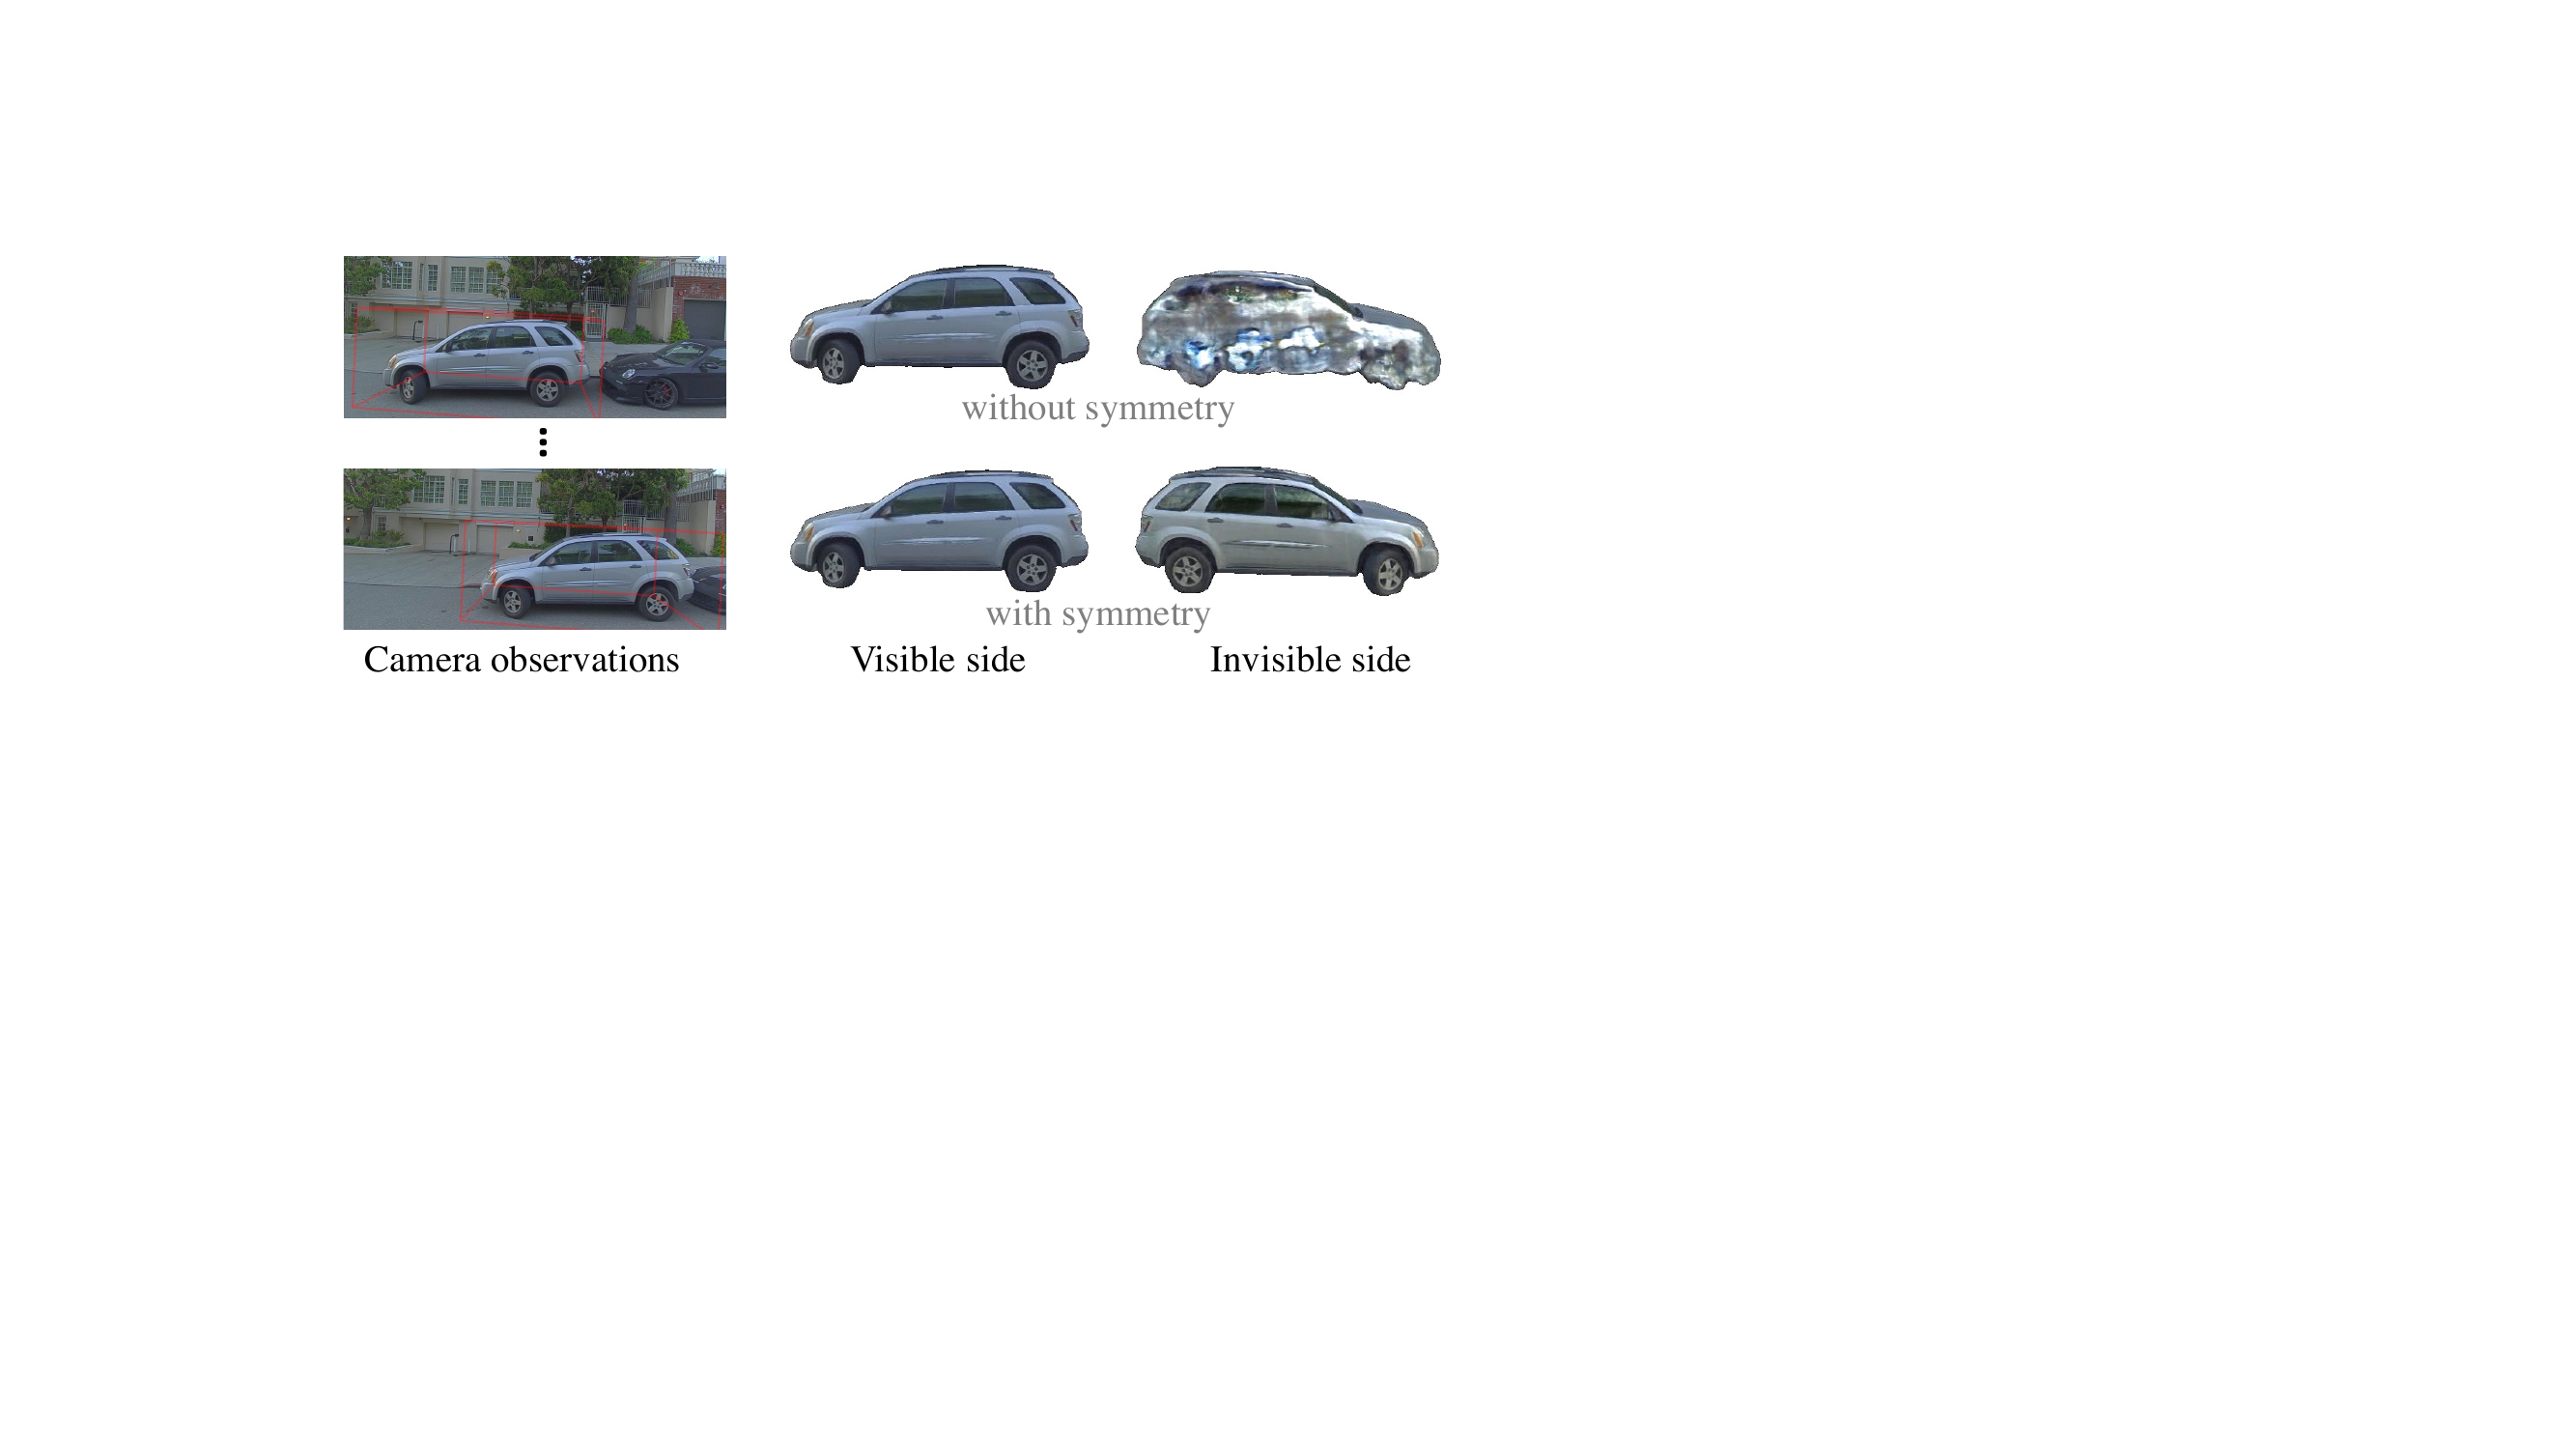 without symmetry
with symmetry
Camera observations
Visible side
Invisible side